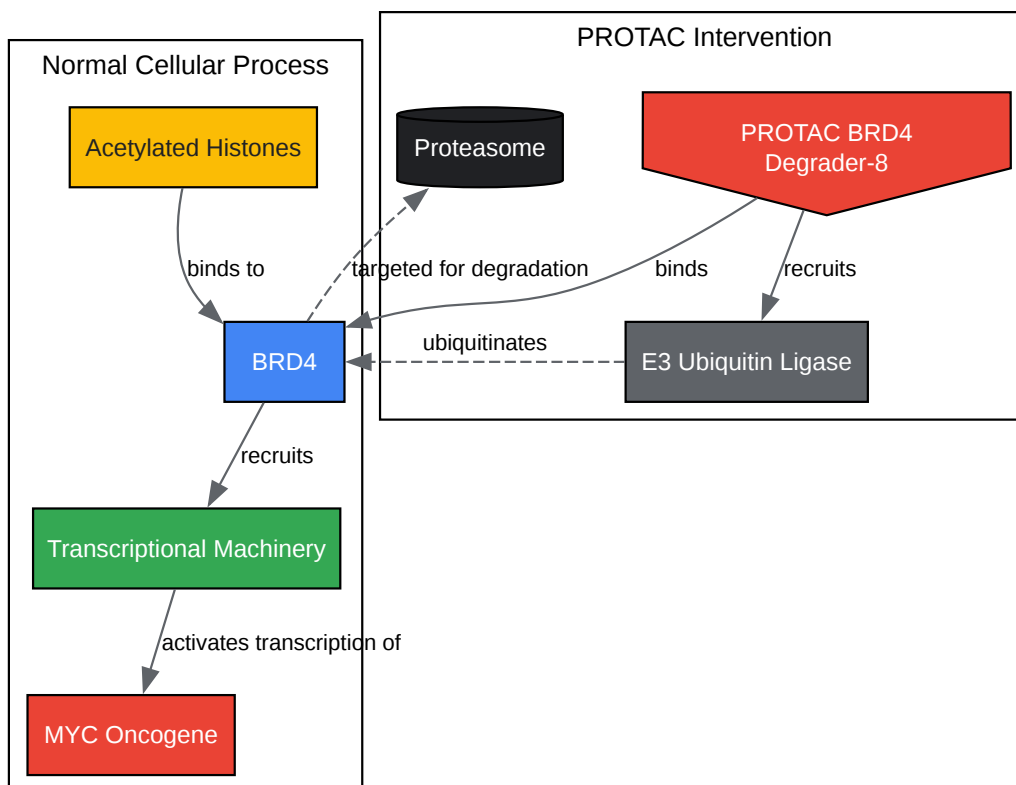 PROTAC Intervention
Normal Cellular Process
Acetylated Histones
Proteasome
PROTAC BRD4
Degrader-8
binds to
targeted for degradation
binds
recruits
ubiquitinates
BRD4
E3 Ubiquitin Ligase
recruits
Transcriptional Machinery
activates transcription of
MYC Oncogene